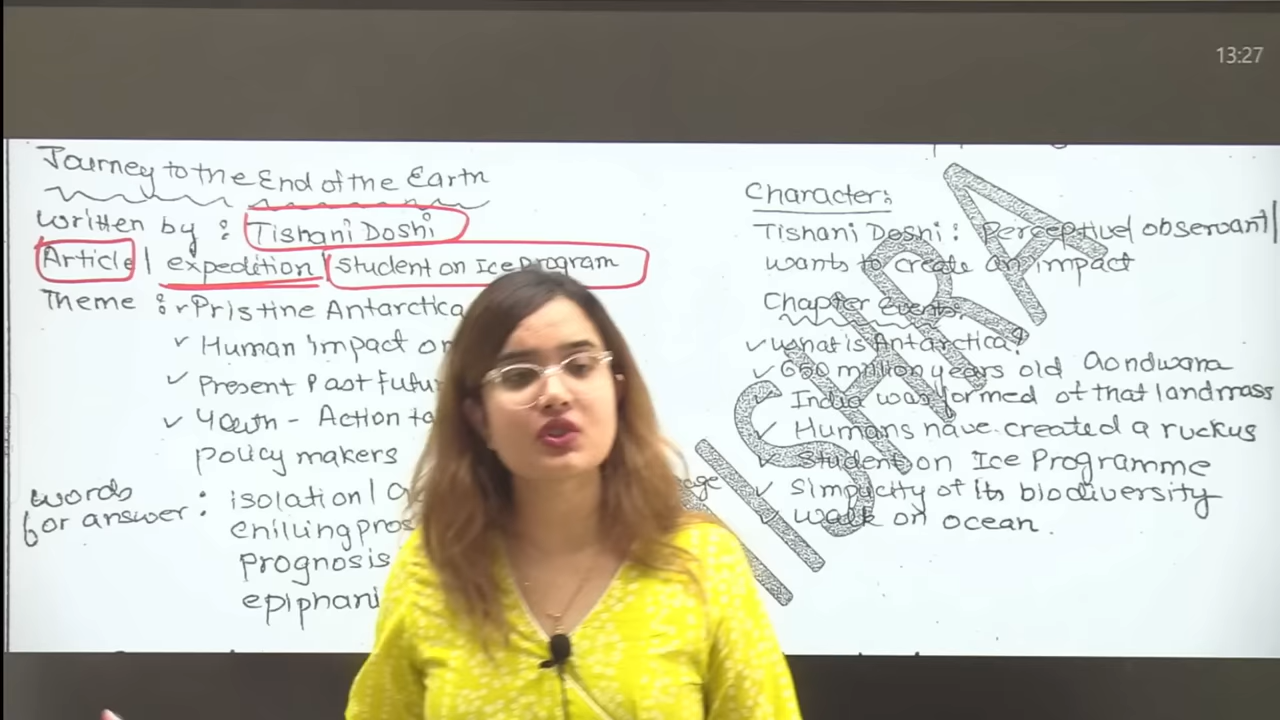 13:27
Journey to the End of the Earth
written by : Tishani Doshi
Article / expedition / Student on Ice program
Theme : Pristine Antarctica
Human impact on
Present Past Futu
Youth - Action ta
policy makers
words for answer : isolation /
chilling pros
prognosis
epiphani
Character:
Tishani Doshi : Perceptive/ observant/
wants to create an impact
Chapter events:
what is Antarctica?
650 million years old Gondwana
India was formed of that landmass
Humans have created a ruckus
Student on Ice Programme
Simplicity of its biodiversity
walk on ocean.
MISHRA